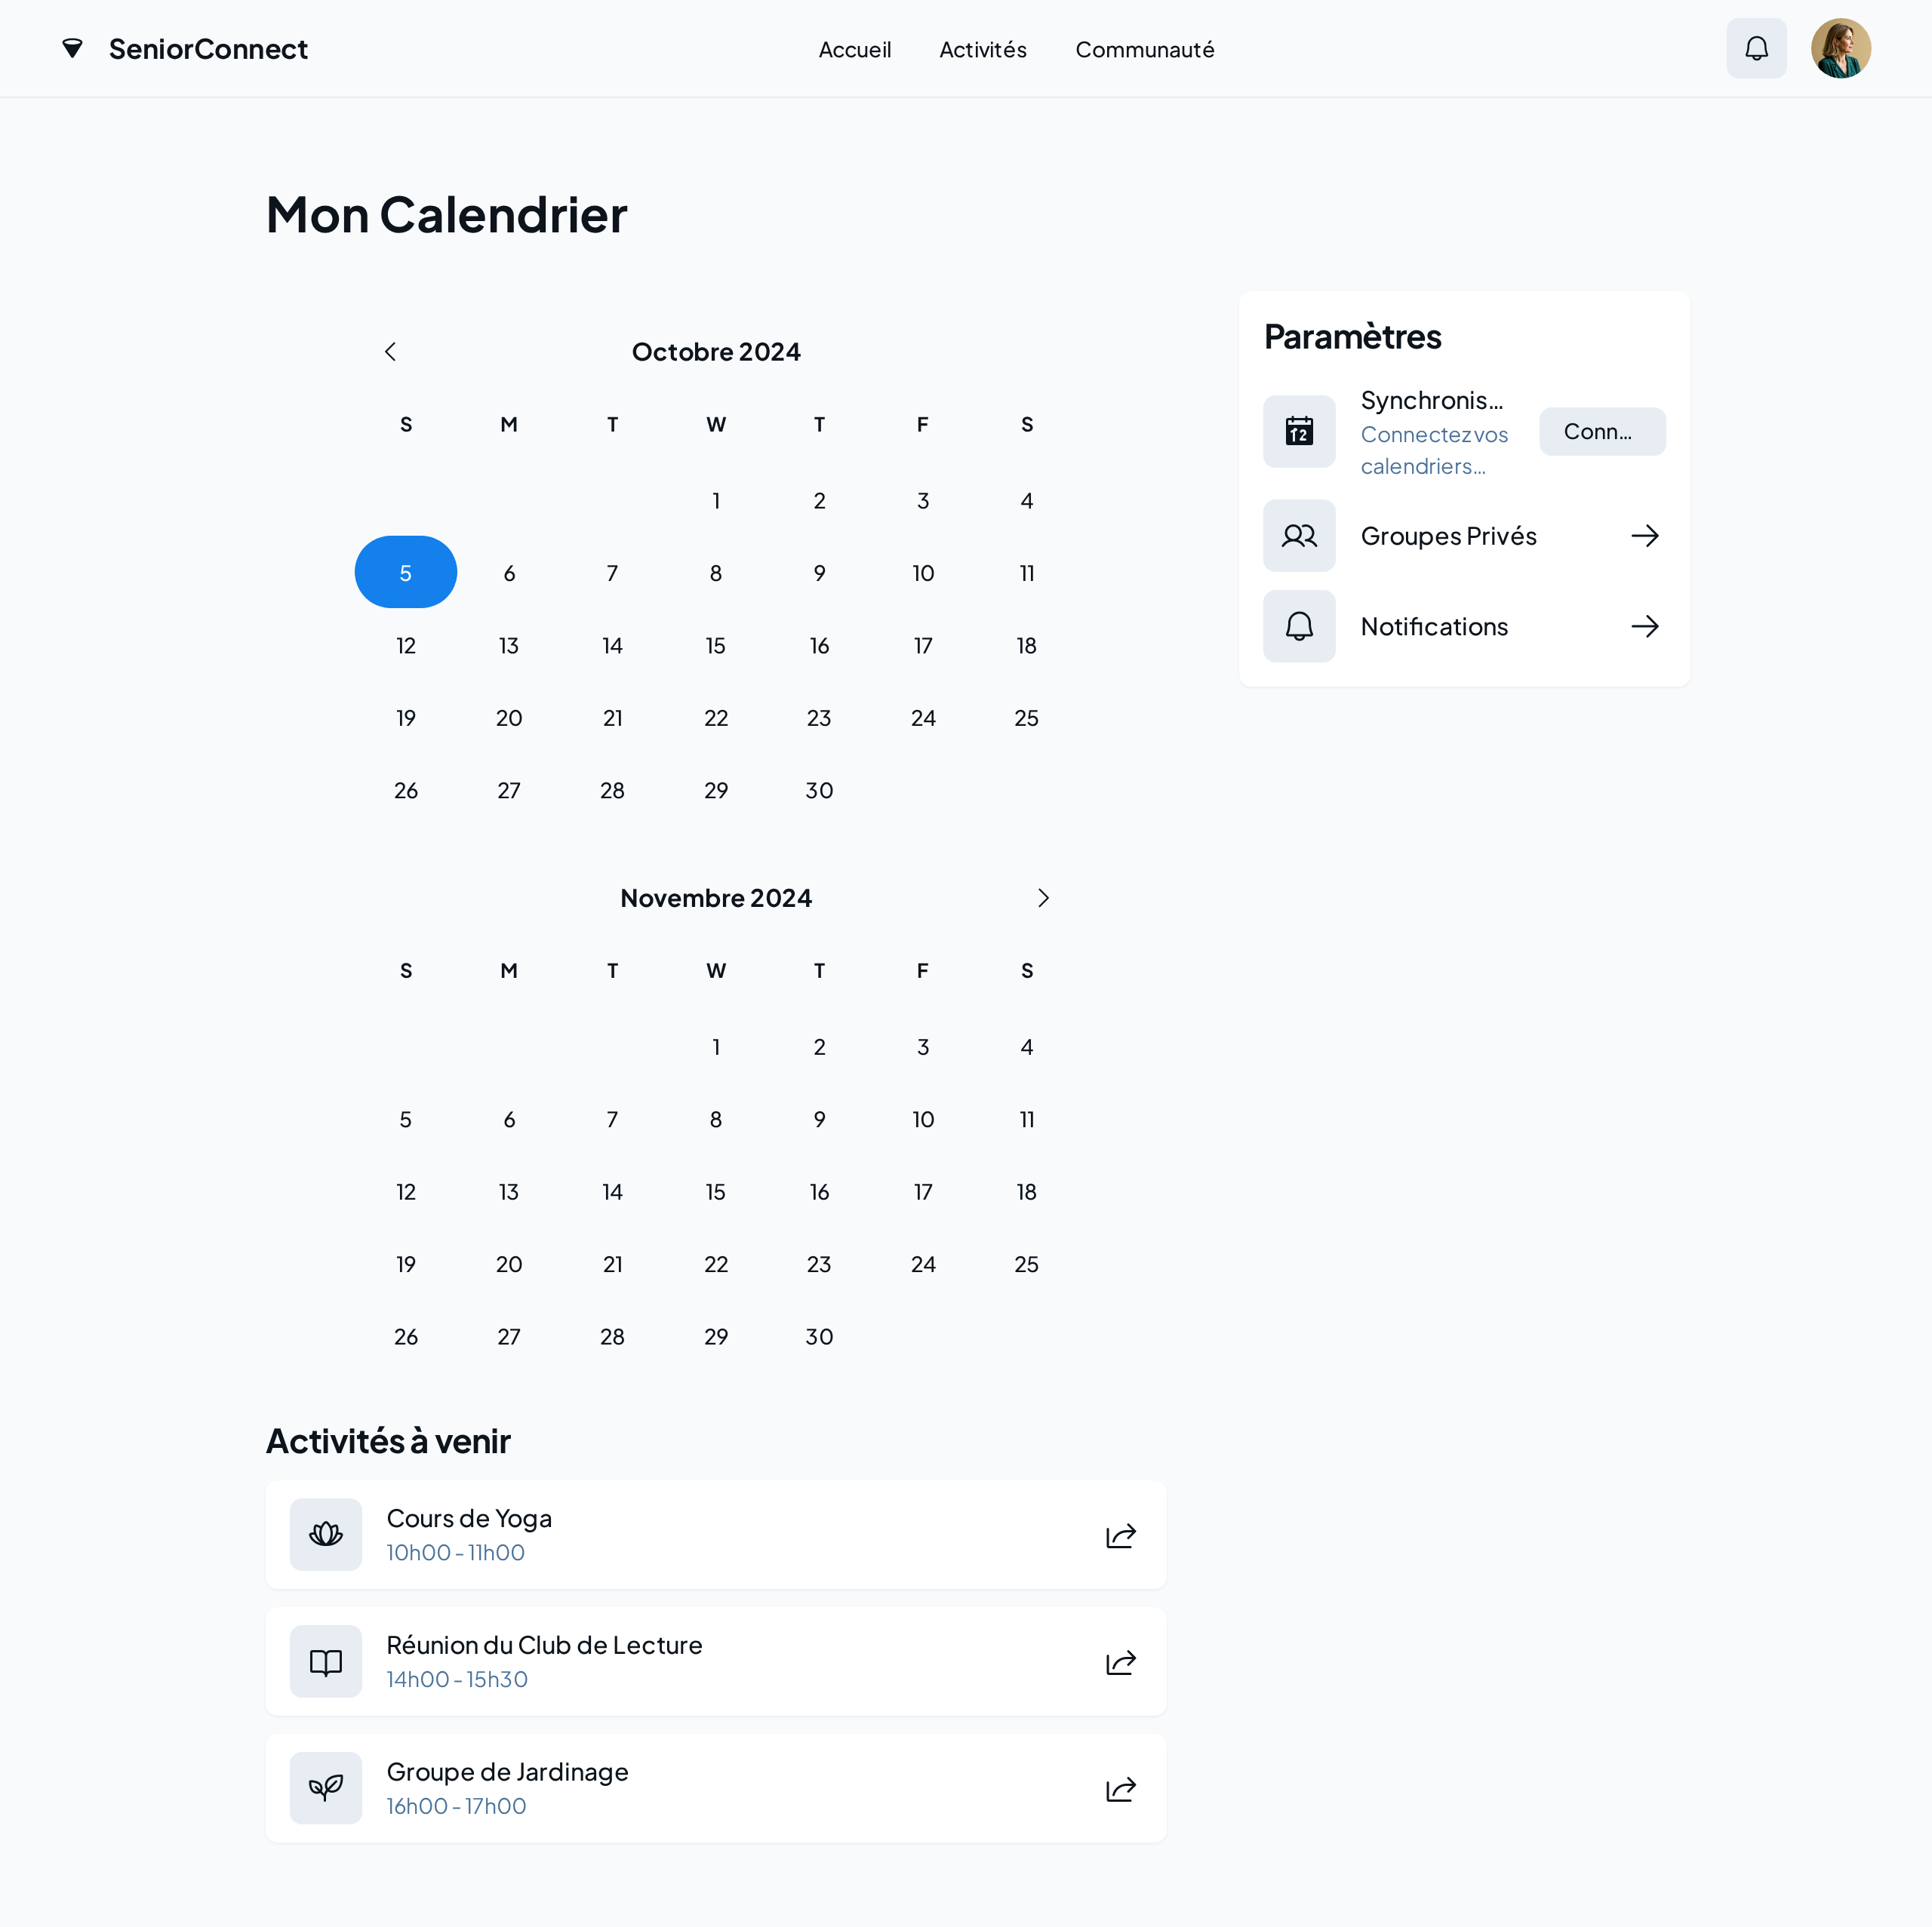 SeniorConnect
Accueil
Activités
Communauté
Mon Calendrier
Octobre 2024
S M T W T F S
1 2 3 4
5 6 7 8 9 10 11
12 13 14 15 16 17 18
19 20 21 22 23 24 25
26 27 28 29 30
Novembre 2024
S M T W T F S
1 2 3 4
5 6 7 8 9 10 11
12 13 14 15 16 17 18
19 20 21 22 23 24 25
26 27 28 29 30
Activités à venir
Cours de Yoga
10h00 - 11h00
Réunion du Club de Lecture
14h00 - 15h30
Groupe de Jardinage
16h00 - 17h00
Paramètres
12
Synchronis...
Connectez vos
calendriers...
Conn...
Groupes Privés
Notifications